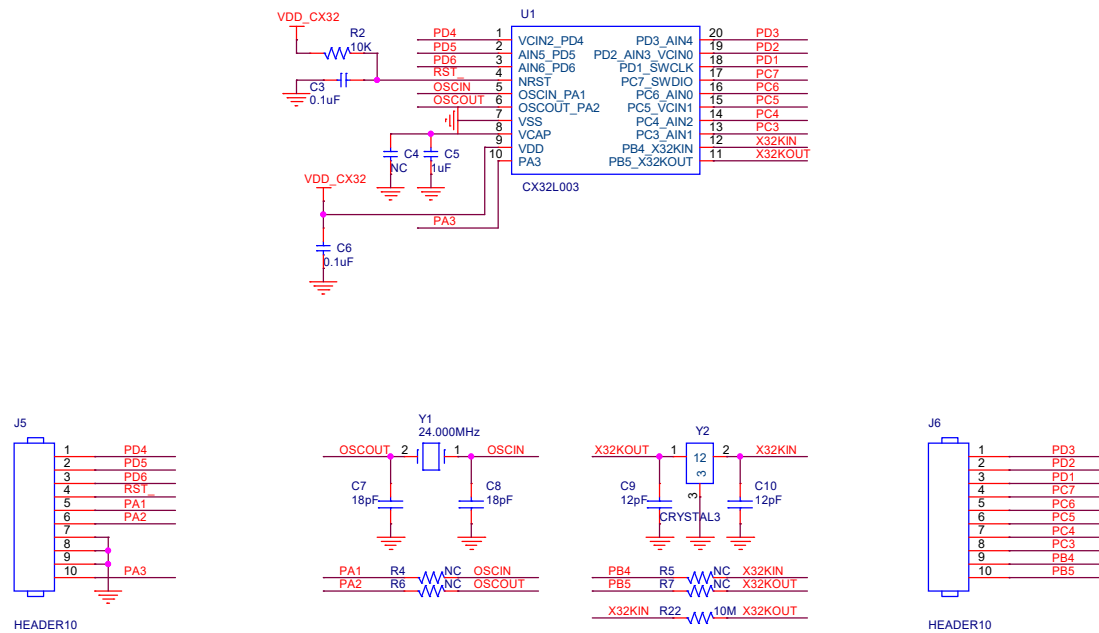 VDD_CX32
R2
10K
C3
0.1uF
U1
PD4 1 VCIN2_PD4 PD3_AIN4 20 PD3
PD5 2 AIN5_PD5 PD2_AIN3_VCIN0 19 PD2
PD6 3 AIN6_PD6 PD1_SWCLK 18 PD1
RST_ 4 NRST PC7_SWDIO 17 PC7
OSCIN 5 OSCIN_PA1 PC6_AIN0 16 PC6
OSCOUT 6 OSCOUT_PA2 PC5_VCIN1 15 PC5
7 VSS PC4_AIN2 14 PC4
8 VCAP PC3_AIN1 13 PC3
9 VDD PB4_X32KIN 12 X32KIN
10 PA3 PB5_X32KOUT 11 X32KOUT
CX32L003
C4
NC
C5
1uF
VDD_CX32
PA3
C6
0.1uF
J5
1 PD4
2 PD5
3 PD6
4 RST_
5 PA1
6 PA2
7
8
9
10 PA3
HEADER10
Y1
24.000MHz
OSCOUT 2 1 OSCIN
C7
18pF
C8
18pF
PA1 R4 NC OSCIN
PA2 R6 NC OSCOUT
Y2
X32KOUT 1 12 2 X32KIN
3
3
C9
12pF
C10
12pF
CRYSTAL3
PB4 R5 NC X32KIN
PB5 R7 NC X32KOUT
X32KIN R22 10M X32KOUT
J6
1 PD3
2 PD2
3 PD1
4 PC7
5 PC6
6 PC5
7 PC4
8 PC3
9 PB4
10 PB5
HEADER10